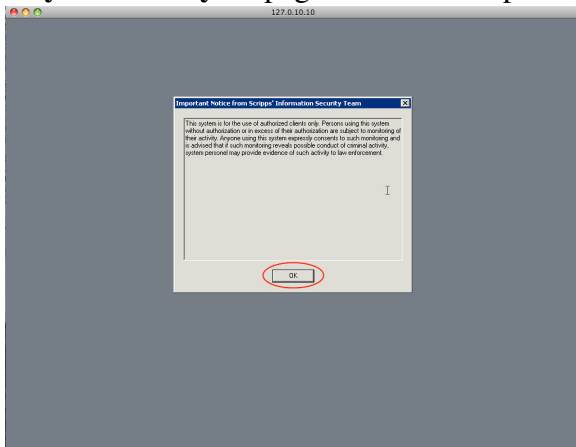 127.0.10.10
Important Notice from Scripps' Information Security Team
This system is for the use of authorized clients only. Persons using this system
without authorization or in excess of their authorization are subject to monitoring of
their activity. Anyone using this system expressly consents to such monitoring and
is advised that if such monitoring reveals possible conduct of criminal activity,
system personel may provide evidence of such activity to law enforcement.
OK